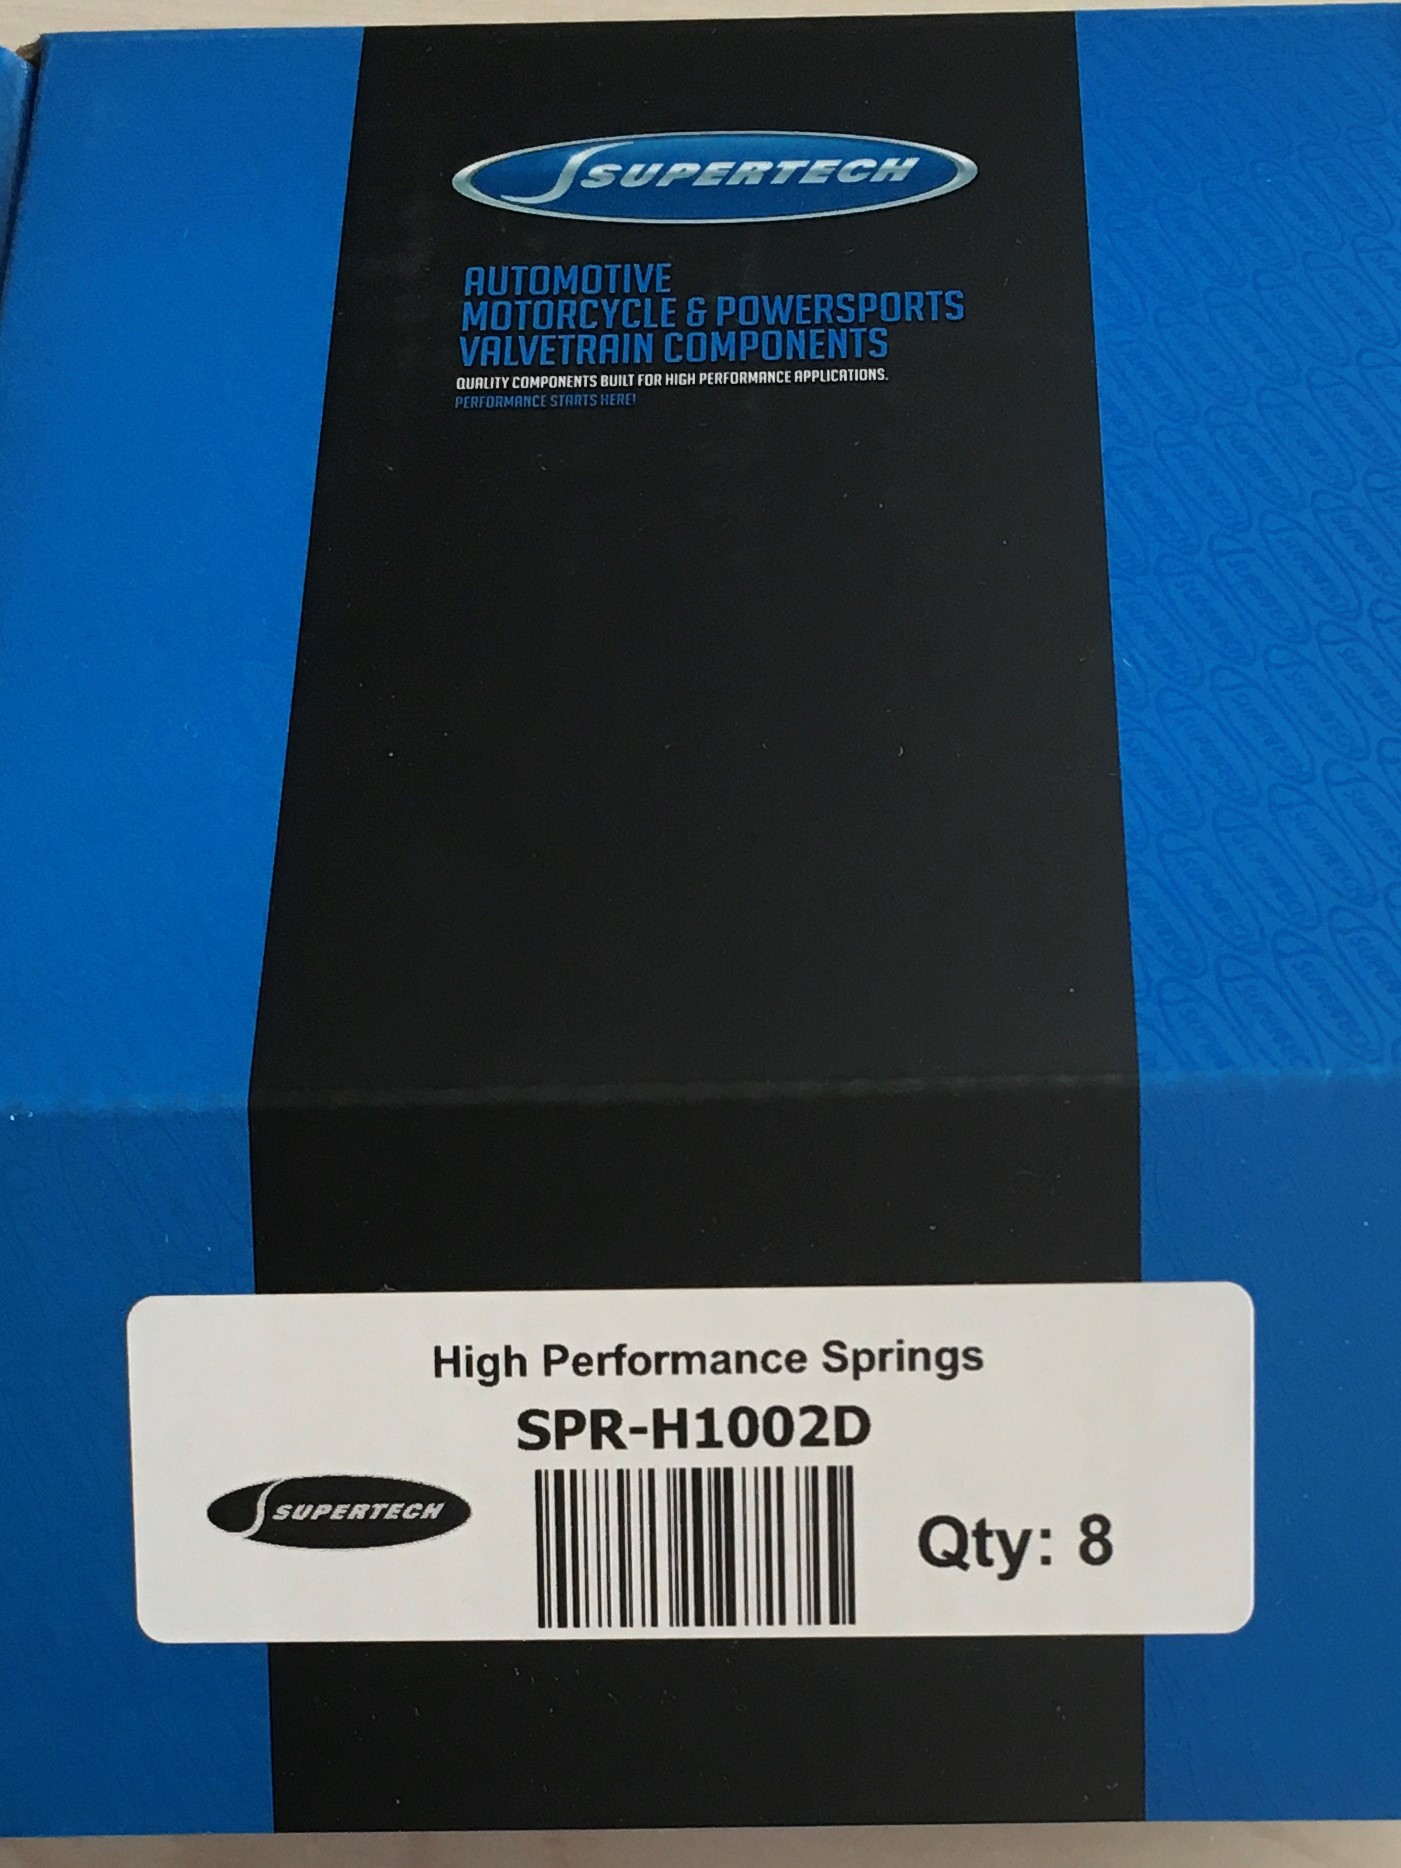 SUPERTECH
AUTOMOTIVE
MOTORCYCLE & POWERSPORTS
VALVETRAIN COMPONENTS
QUALITY COMPONENTS BUILT FOR HIGH PERFORMANCE APPLICATIONS.
PERFORMANCE STARTS HERE!
High Performance Springs
SPR-H1002D
SUPERTECH
Qty: 8